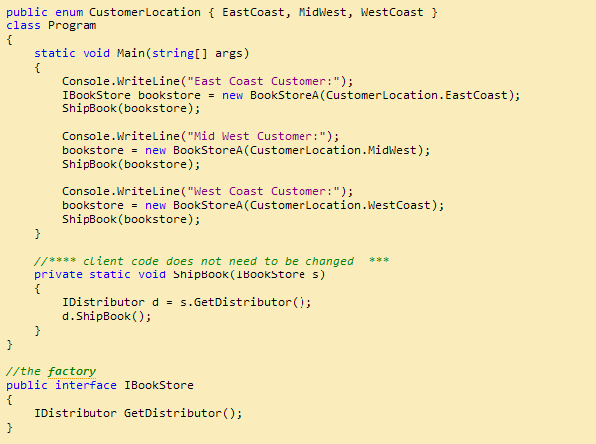 public enum CustomerLocation { EastCoast, MidWest, WestCoast }
class Program
{
    static void Main(string[] args)
    {
        Console.WriteLine("East Coast Customer:");
        IBookStore bookstore = new BookStoreA(CustomerLocation.EastCoast);
        ShipBook(bookstore);

        Console.WriteLine("Mid West Customer:");
        bookstore = new BookStoreA(CustomerLocation.MidWest);
        ShipBook(bookstore);

        Console.WriteLine("West Coast Customer:");
        bookstore = new BookStoreA(CustomerLocation.WestCoast);
        ShipBook(bookstore);
    }

    //**** client code does not need to be changed  ***
    private static void ShipBook(IBookStore s)
    {
        IDistributor d = s.GetDistributor();
        d.ShipBook();
    }
}

//the factory
public interface IBookStore
{
    IDistributor GetDistributor();
}